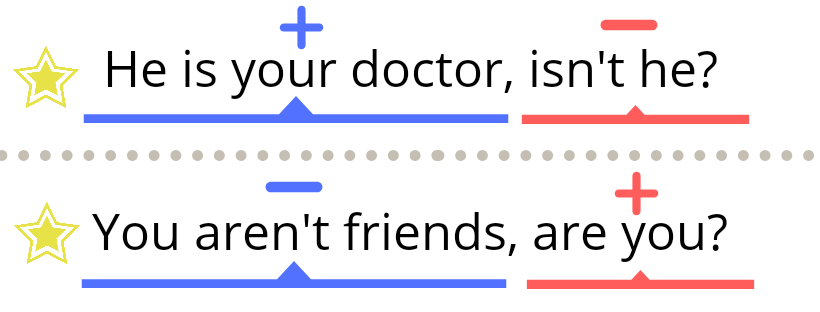 He is your doctor, isn't he?
You aren't friends, are you?